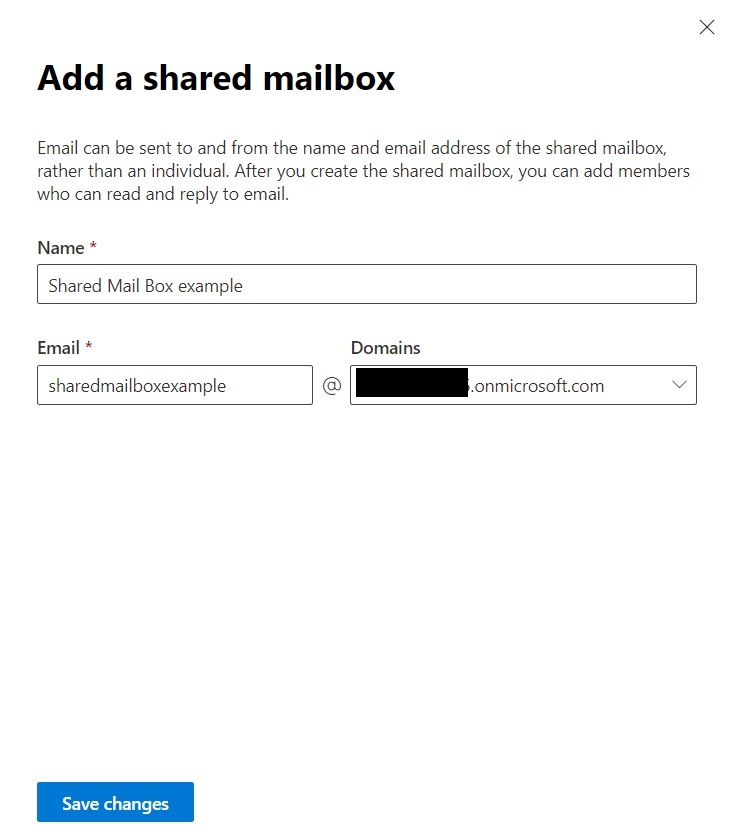 Add a shared mailbox
Email can be sent to and from the name and email address of the shared mailbox,
rather than an individual. After you create the shared mailbox, you can add members
who can read and reply to email.
Name *
Shared Mail Box example
Email *
Domains
sharedmailboxexample
@
.onmicrosoft.com
Save changes